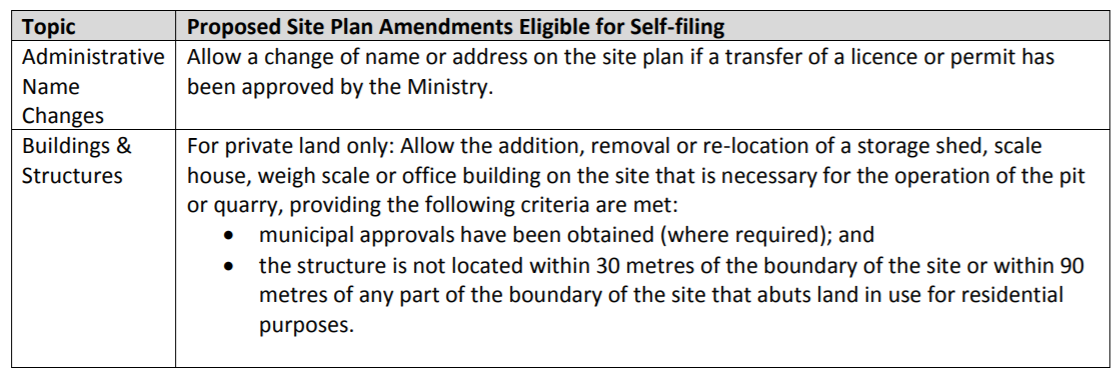 Topic
Proposed Site Plan Amendments Eligible for Self-filing
Administrative
Name
Changes
Allow a change of name or address on the site plan if a transfer of a licence or permit has
been approved by the Ministry.
Buildings &
Structures
For private land only: Allow the addition, removal or re-location of a storage shed, scale
house, weigh scale or office building on the site that is necessary for the operation of the pit
or quarry, providing the following criteria are met:
• municipal approvals have been obtained (where required); and
• the structure is not located within 30 metres of the boundary of the site or within 90
metres of any part of the boundary of the site that abuts land in use for residential
purposes.